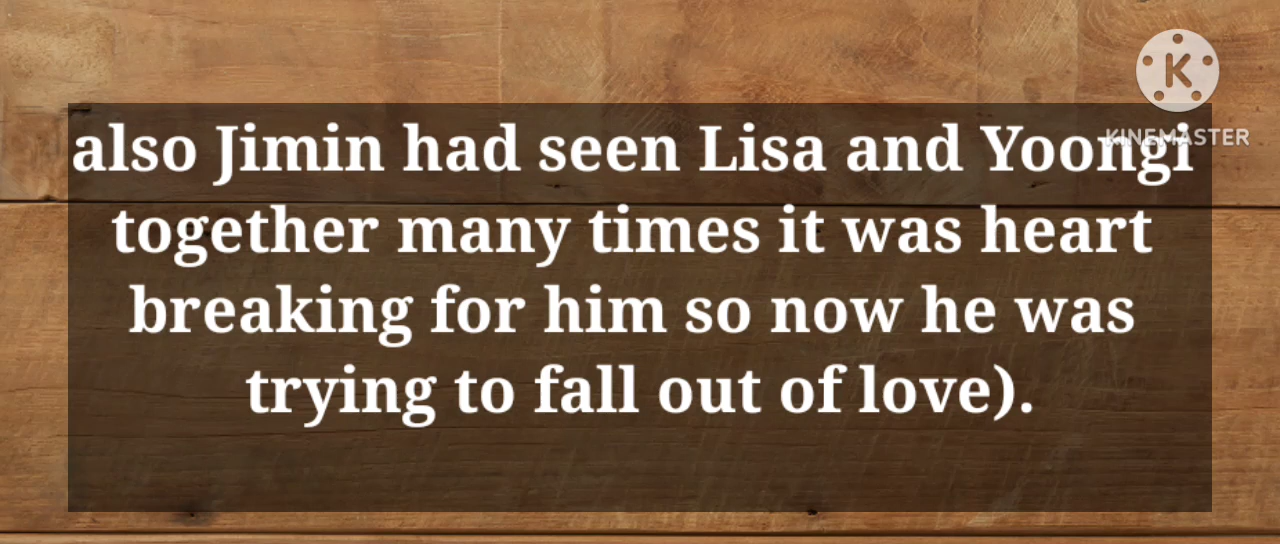 K
KINEMASTER
also Jimin had seen Lisa and Yoongi
together many times it was heart
breaking for him so now he was
trying to fall out of love).